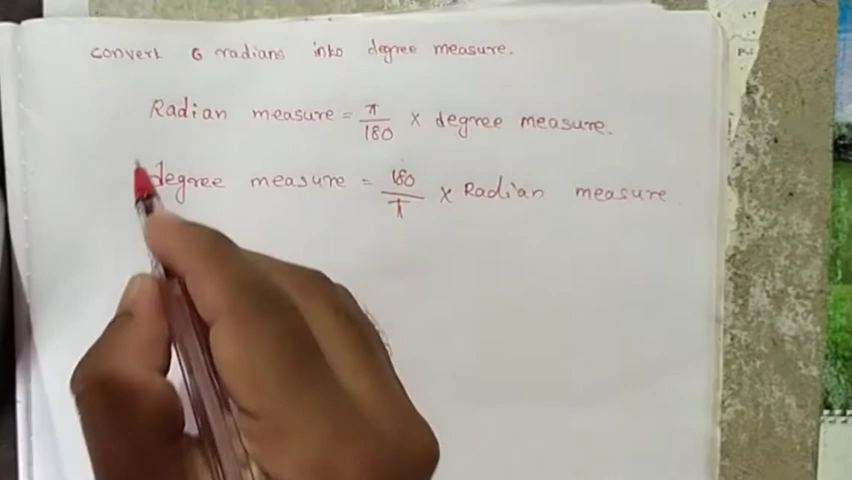 convert 6 radians into degree measure.
Radian measure = π/180 × degree measure.
degree measure = 180/π × Radian measure